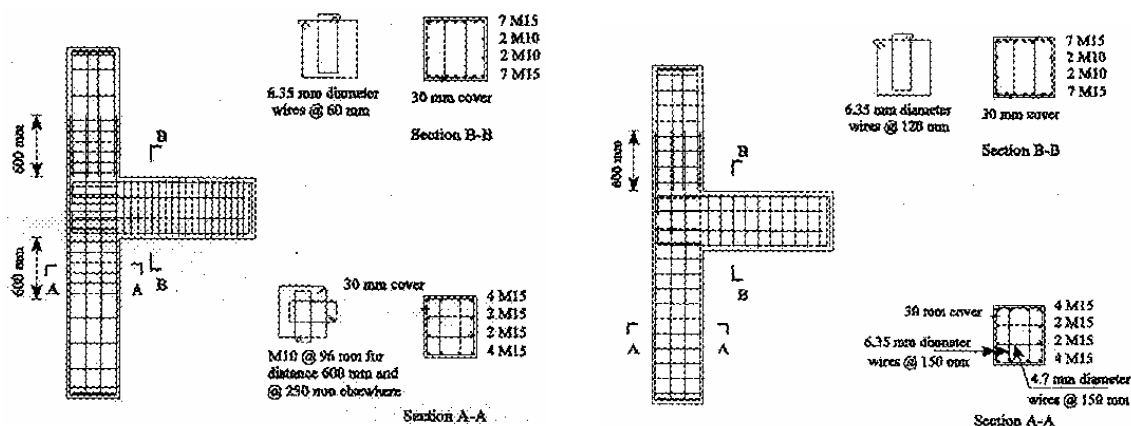 7 M15
2 M10
2 M10
7 M15
6.35 mm diameter
wires @ 60 mm
30 mm cover
Section B-B
600 mm
B
B
600 mm
A
A
30 mm cover
4 M15
2 M15
4 M15
M10 @ 96 mm for
distance 600 mm and
@ 250 mm elsewhere
Section A-A
7 M15
2 M10
2 M10
7 M15
6.35 mm diameter
wires @ 120 mm
30 mm cover
Section B-B
600 mm
B
B
A
A
30 mm cover
4 M15
2 M15
2 M15
4 M15
6.35 mm diameter
wires @ 150 mm
4.7 mm diameter
wires @ 150 mm
Section A-A